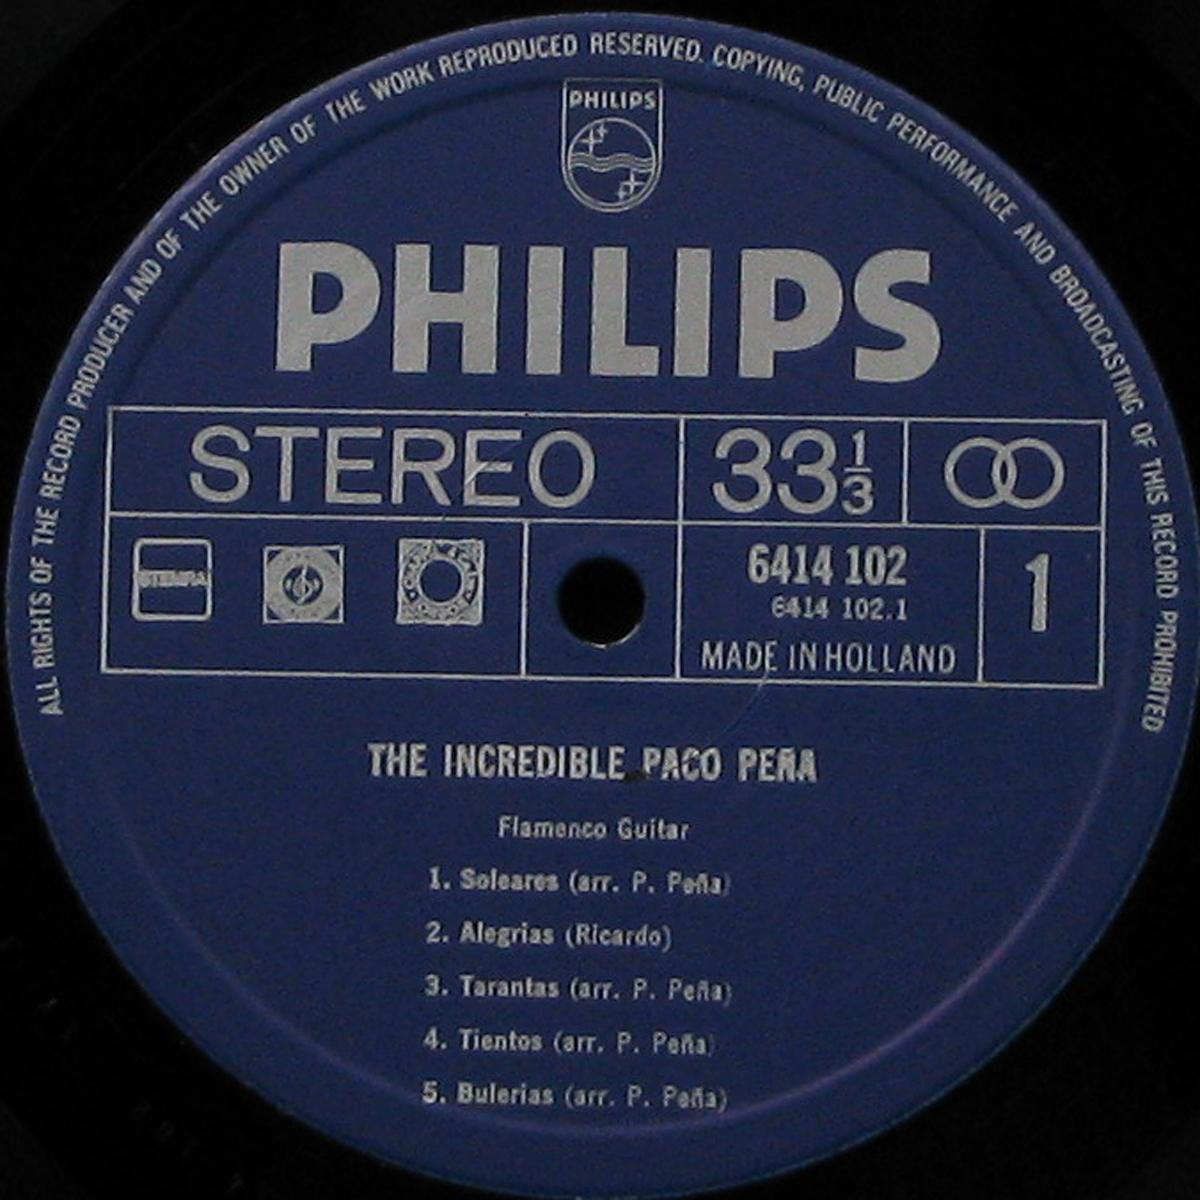 ALL RIGHTS OF THE RECORD PRODUCER AND OF THE OWNER OF THE WORK REPRODUCED RESERVED. COPYING, PUBLIC PERFORMANCE AND BROADCASTING OF THIS RECORD PROHIBITED
PHILIPS
PHILIPS
STEREO 33 1/3
STEMRA
6414 102 1
6414 102.1
MADE IN HOLLAND
THE INCREDIBLE PACO PEÑA
Flamenco Guitar
1. Soleares (arr. P. Peña)
2. Alegrias (Ricardo)
3. Tarantas (arr. P. Peña)
4. Tientos (arr. P. Peña)
5. Bulerias (arr. P. Peña)